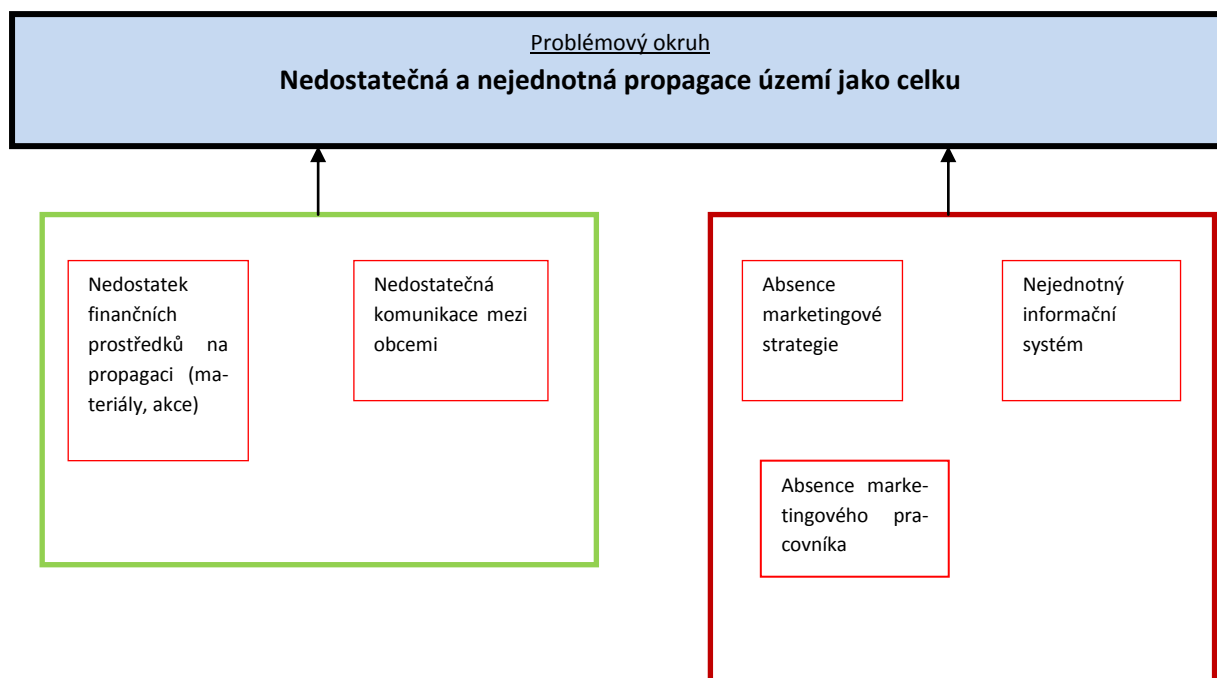 Problémový okruh
Nedostatečná a nejednotná propagace území jako celku
Nedostatek
finančních
prostředků na
propagaci (ma-
teriály, akce)
Nedostatečná
komunikace mezi
obcemi
Absence
marketingové
strategie
Nejednotný
informační
systém
Absence marke-
tingového pra-
covníka